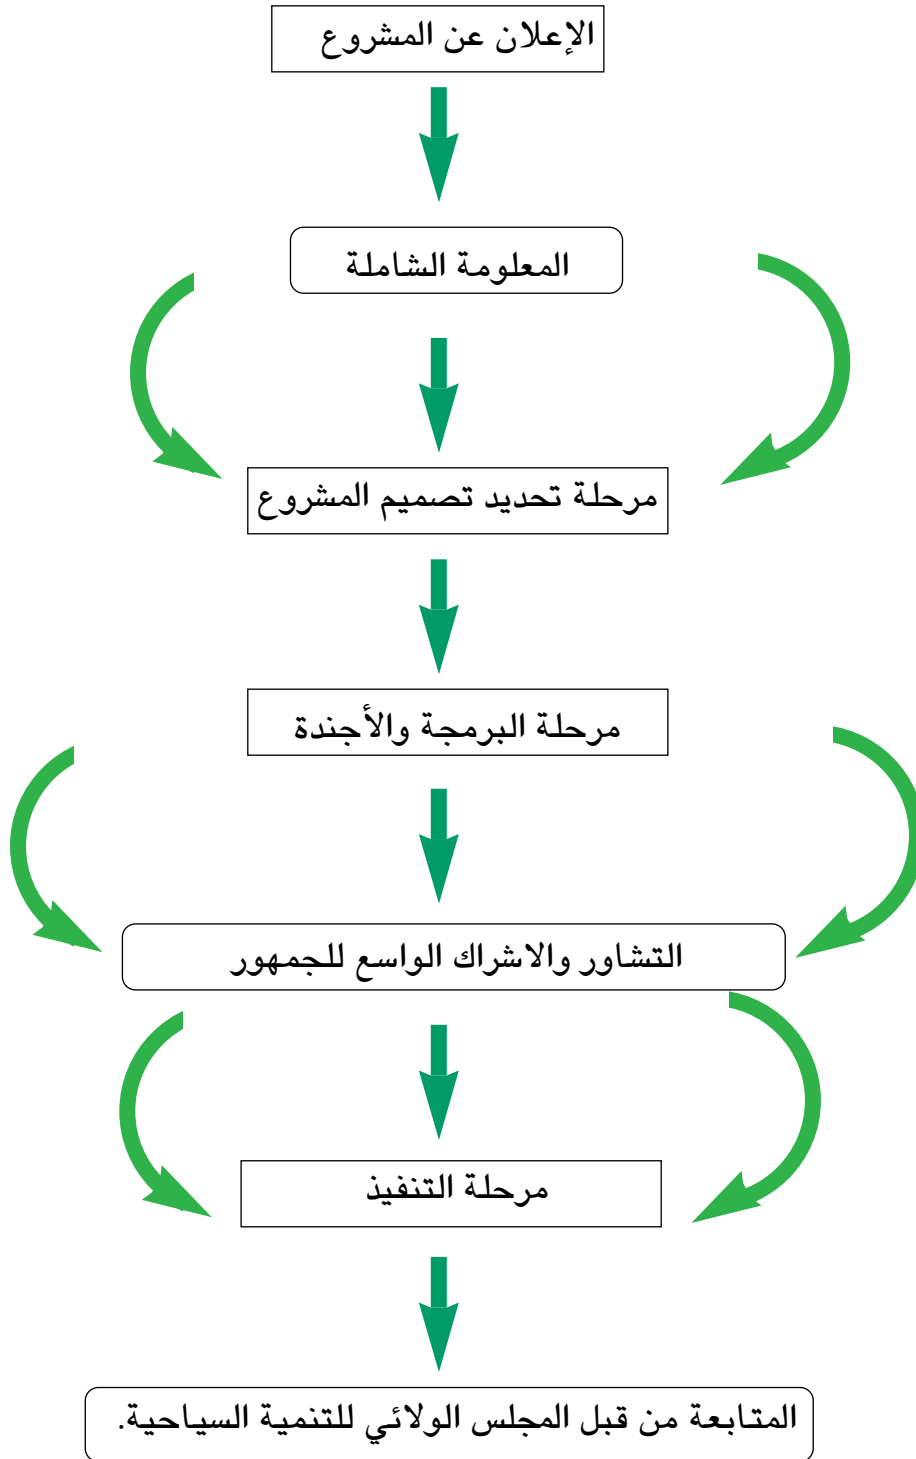 الإعلان عن المشروع
المعلومة الشاملة
مرحلة تحديد تصميم المشروع
مرحلة البرمجة والأجندة
التشاور والاشراك الواسع للجمهور
مرحلة التنفيذ
المتابعة من قبل المجلس الولائي للتنمية السياحية.